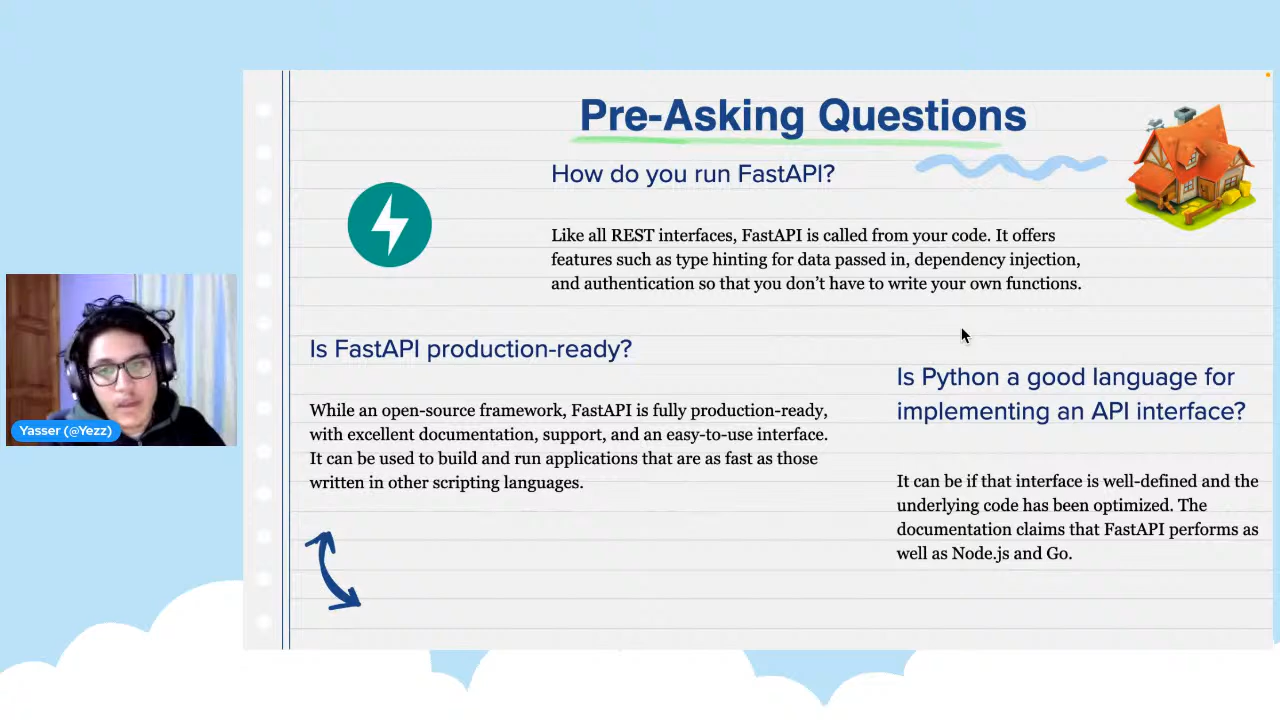 Pre-Asking Questions
How do you run FastAPI?
Like all REST interfaces, FastAPI is called from your code. It offers
features such as type hinting for data passed in, dependency injection,
and authentication so that you don't have to write your own functions.
Is FastAPI production-ready?
While an open-source framework, FastAPI is fully production-ready,
with excellent documentation, support, and an easy-to-use interface.
It can be used to build and run applications that are as fast as those
written in other scripting languages.
Is Python a good language for
implementing an API interface?
It can be if that interface is well-defined and the
underlying code has been optimized. The
documentation claims that FastAPI performs as
well as Node.js and Go.
Yasser (@Yezz)